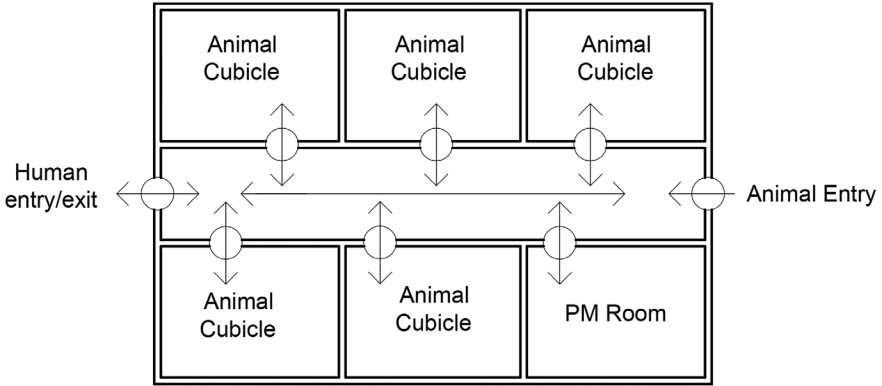 Animal
Cubicle
Animal
Cubicle
Animal
Cubicle
Human
entry/exit
Animal Entry
Animal
Cubicle
Animal
Cubicle
PM Room